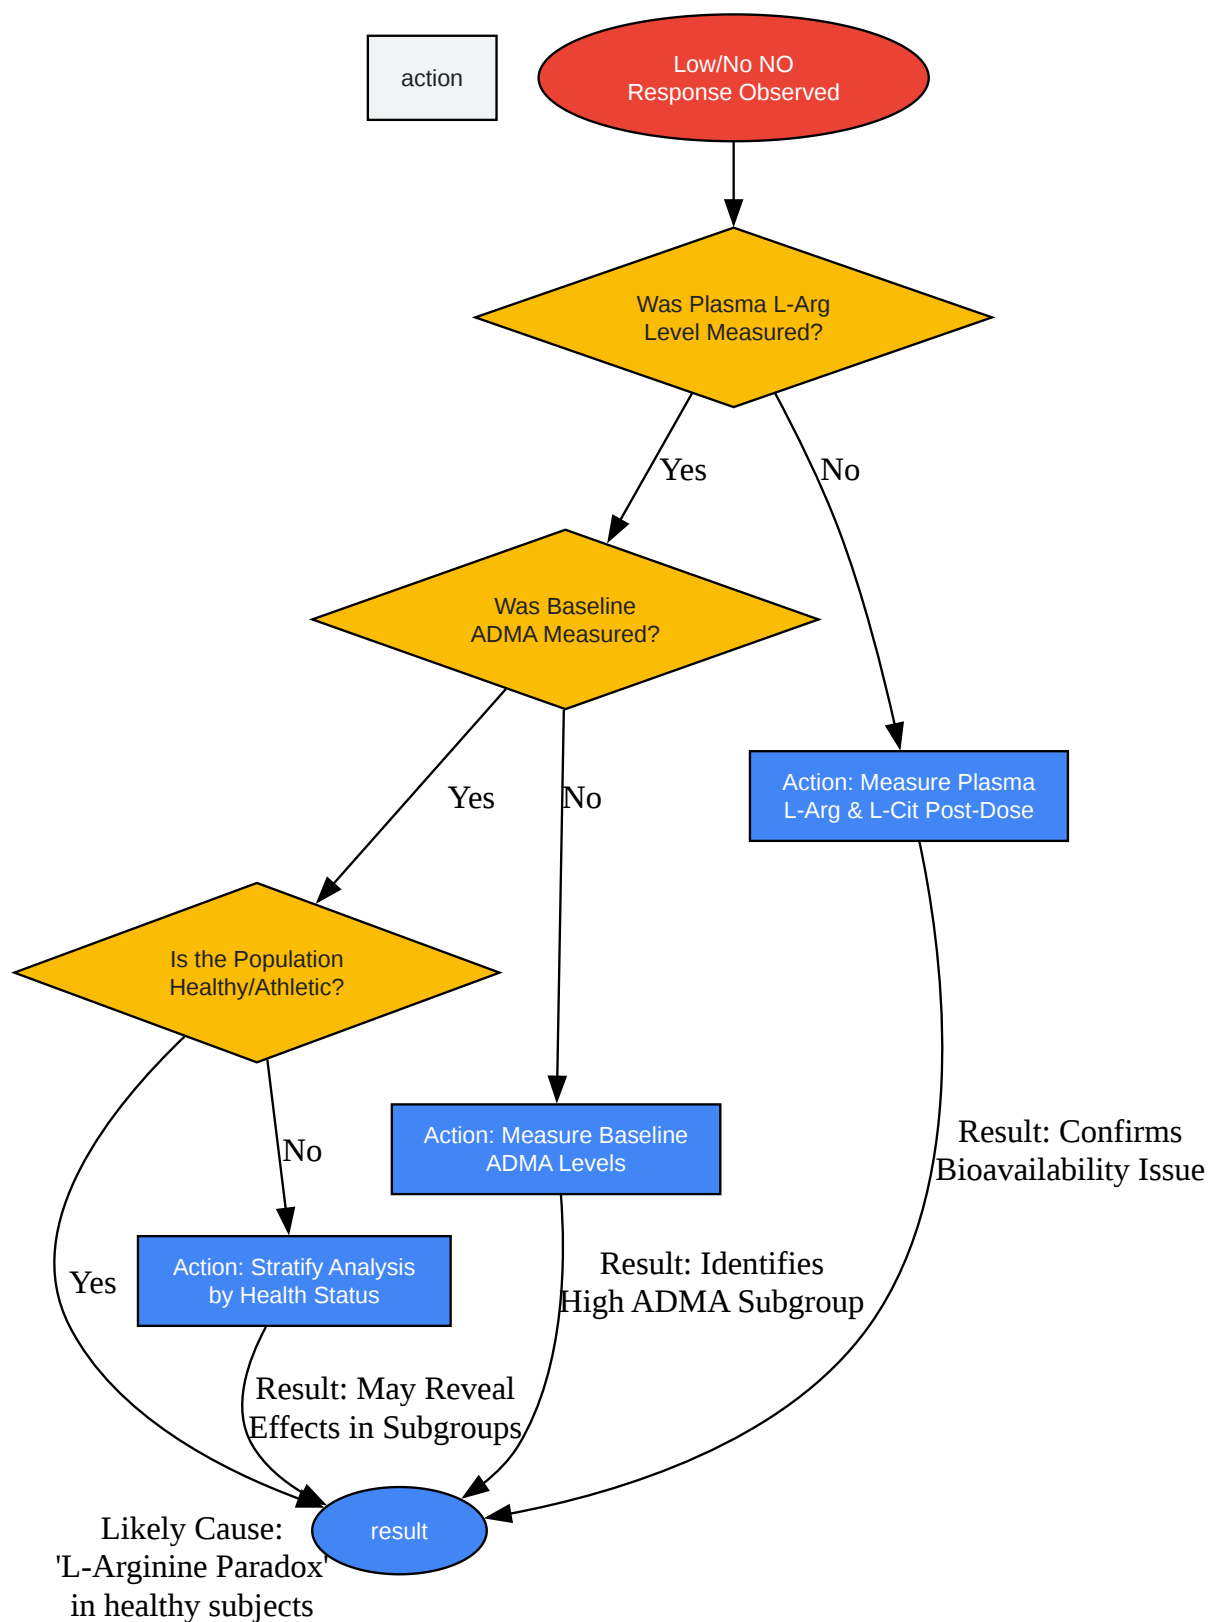 action
Low/No NO
Response Observed
Was Plasma L-Arg
Level Measured?
Yes
No
Was Baseline
ADMA Measured?
Action: Measure Plasma
L-Arg & L-Cit Post-Dose
Yes
No
Is the Population
Healthy/Athletic?
Action: Measure Baseline
ADMA Levels
Result: Confirms
Bioavailability Issue
No
Action: Stratify Analysis
by Health Status
Yes
Result: Identifies
High ADMA Subgroup
Result: May Reveal
Effects in Subgroups
result
Likely Cause:
'L-Arginine Paradox'
in healthy subjects